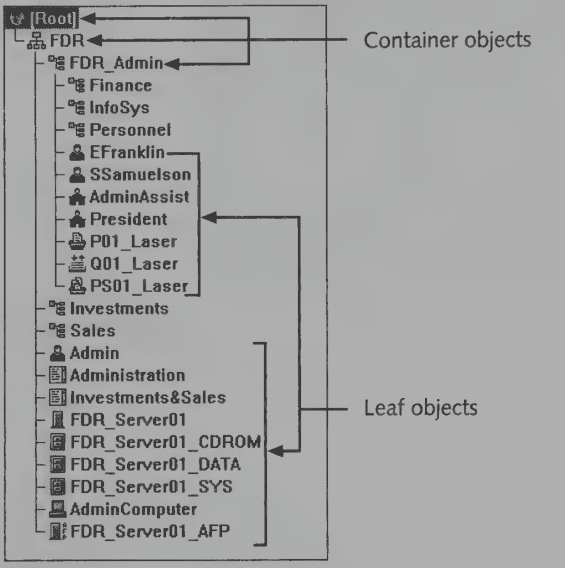 [Root]
FDR
Container objects
FDR_Admin
Finance
InfoSys
Personnel
EFranklin
SSamuelson
AdminAssist
President
P01_Laser
Q01_Laser
PS01_Laser
Investments
Sales
Admin
Administration
Investments&Sales
Leaf objects
FDR_Server01
FDR_Server01_CDROM
FDR_Server01_DATA
FDR_Server01_SYS
AdminComputer
FDR_Server01_AFP